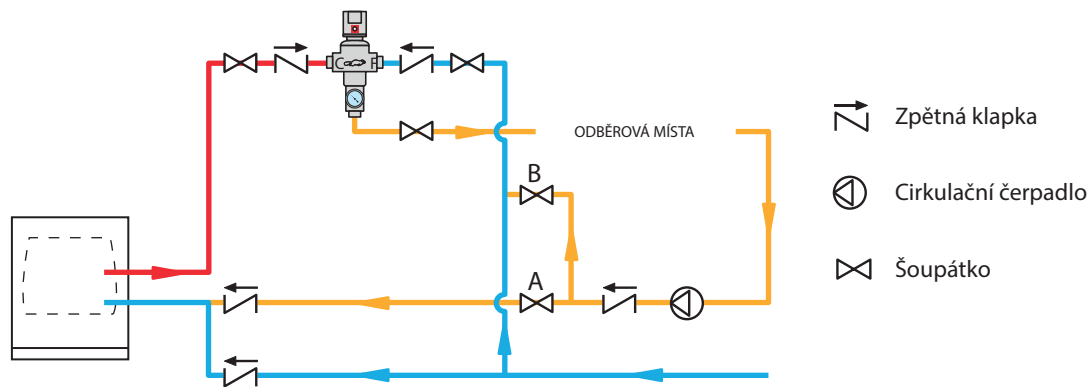 C F
ODBĚROVÁ MÍSTA
B
A
Zpětná klapka
Cirkulační čerpadlo
Šoupátko